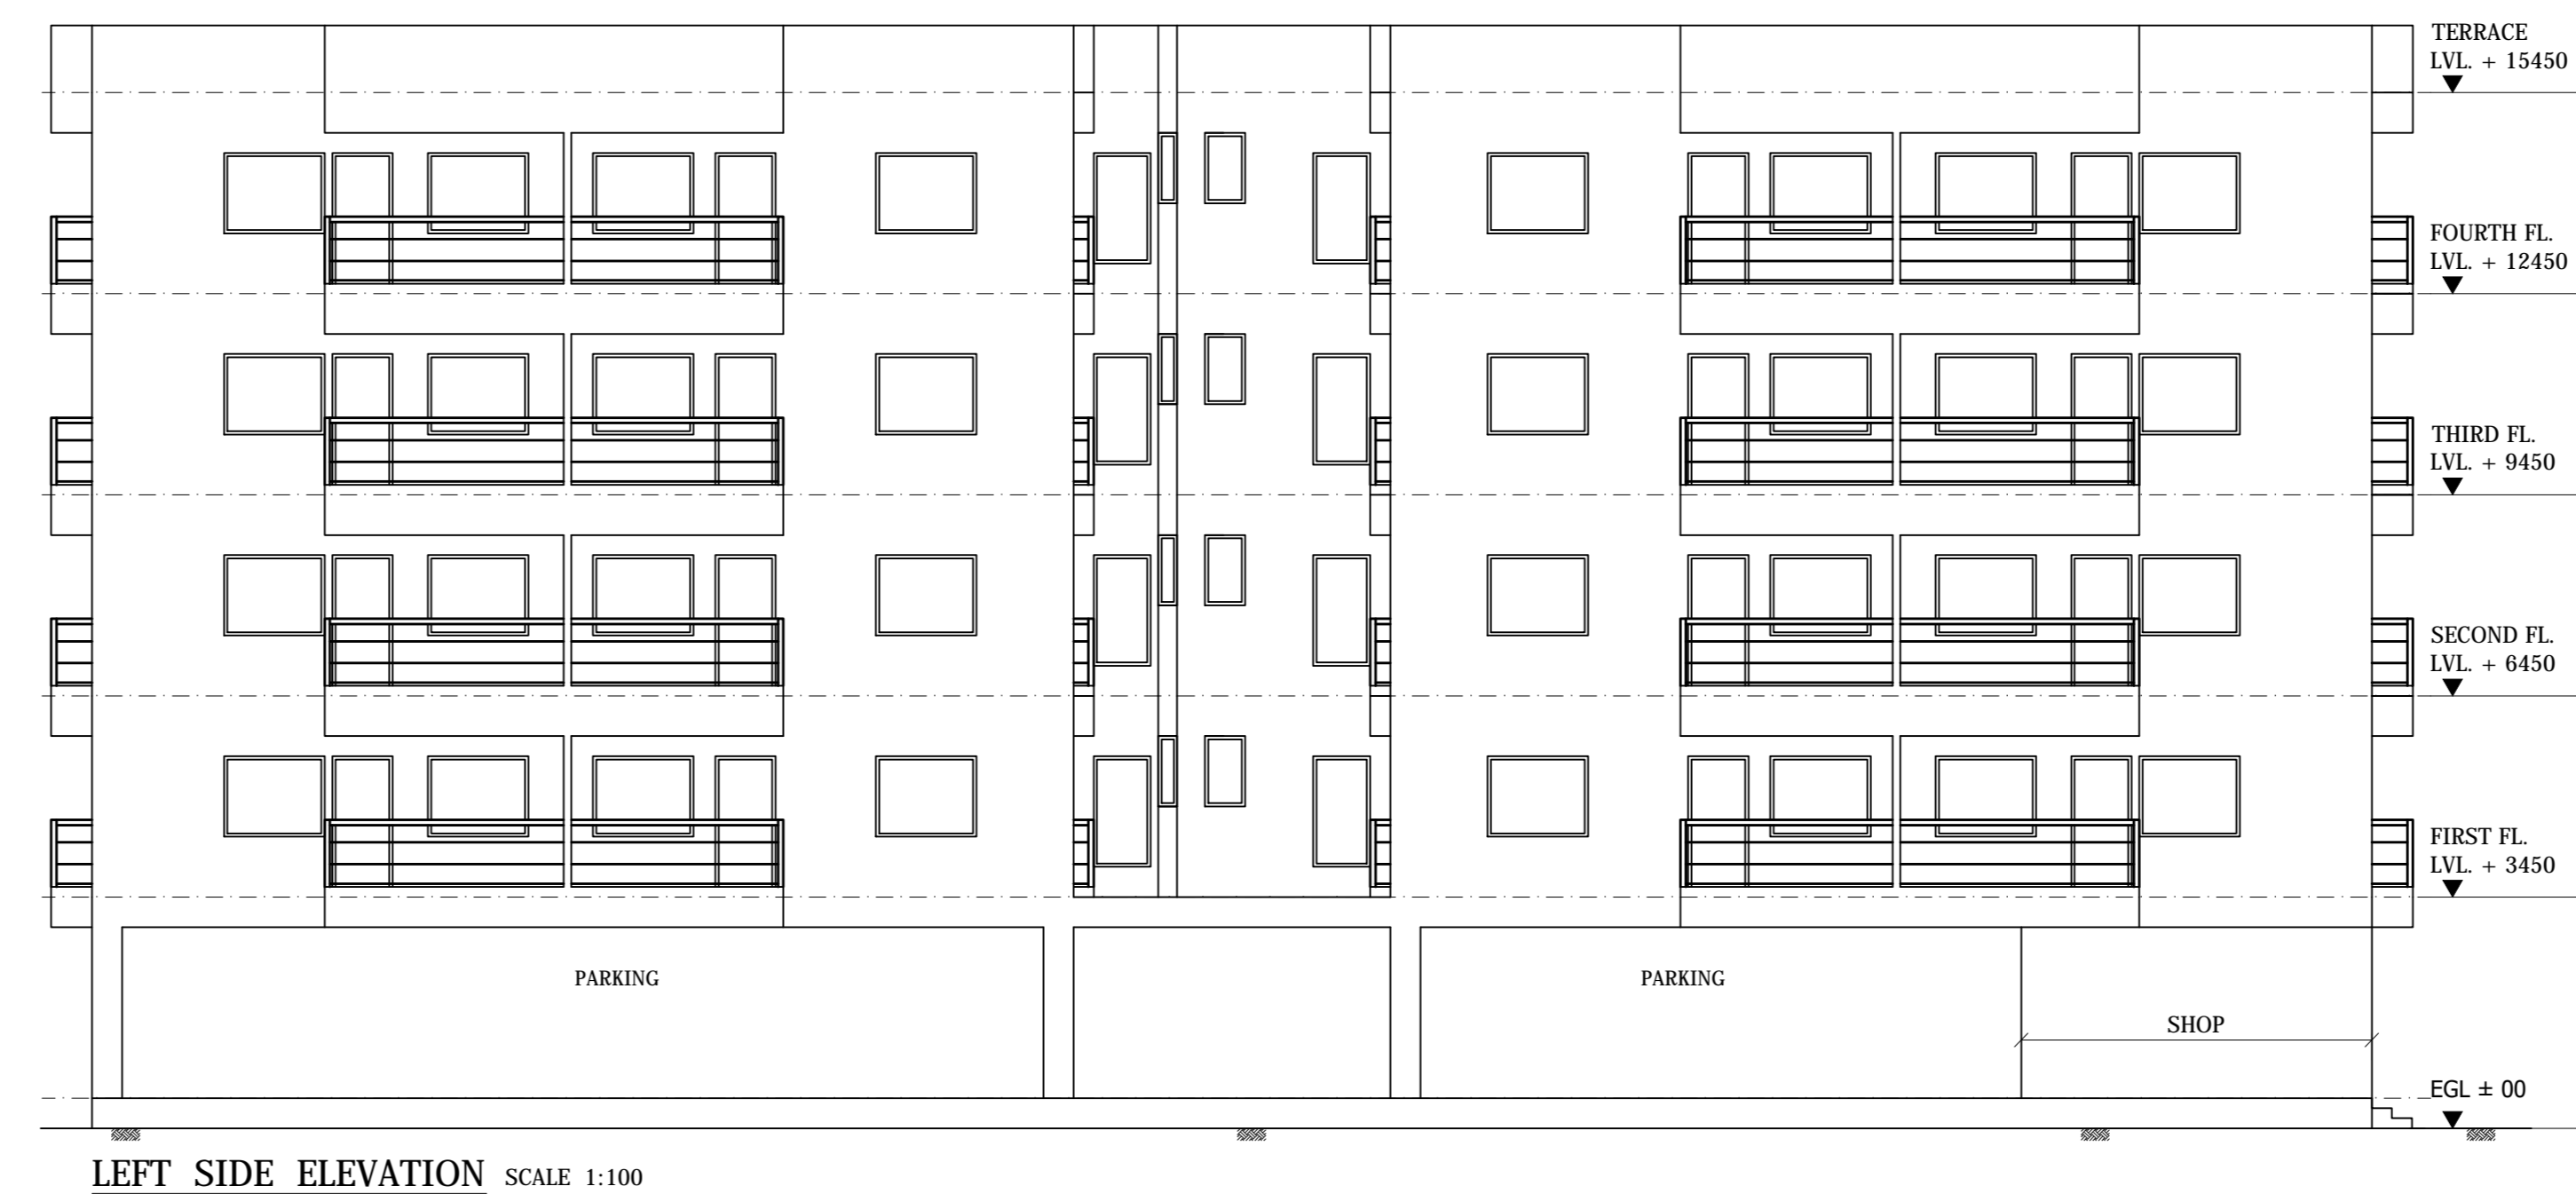 TERRACE
LVL. + 15450
FOURTH FL.
LVL. + 12450
THIRD FL.
LVL. + 9450
SECOND FL.
LVL. + 6450
FIRST FL.
LVL. + 3450
PARKING
PARKING
SHOP
EGL ± 00
LEFT SIDE ELEVATION SCALE 1:100